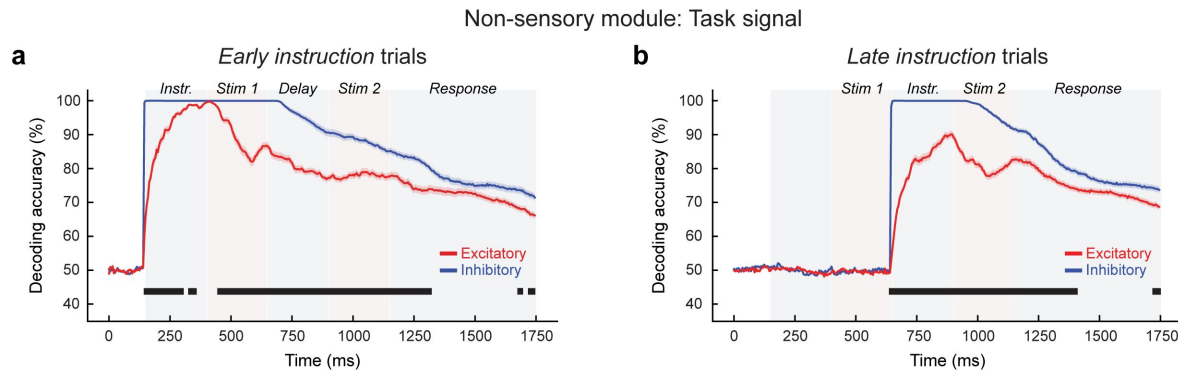 Non-sensory module: Task signal
a
Early instruction trials
Instr. Stim 1 Delay Stim 2 Response
100
90
80
70
60
50
40
Decoding accuracy (%)
Excitatory
Inhibitory
0 250 500 750 1000 1250 1500 1750
Time (ms)
b
Late instruction trials
Stim 1 Instr. Stim 2 Response
100
90
80
70
60
50
40
Decoding accuracy (%)
Excitatory
Inhibitory
0 250 500 750 1000 1250 1500 1750
Time (ms)